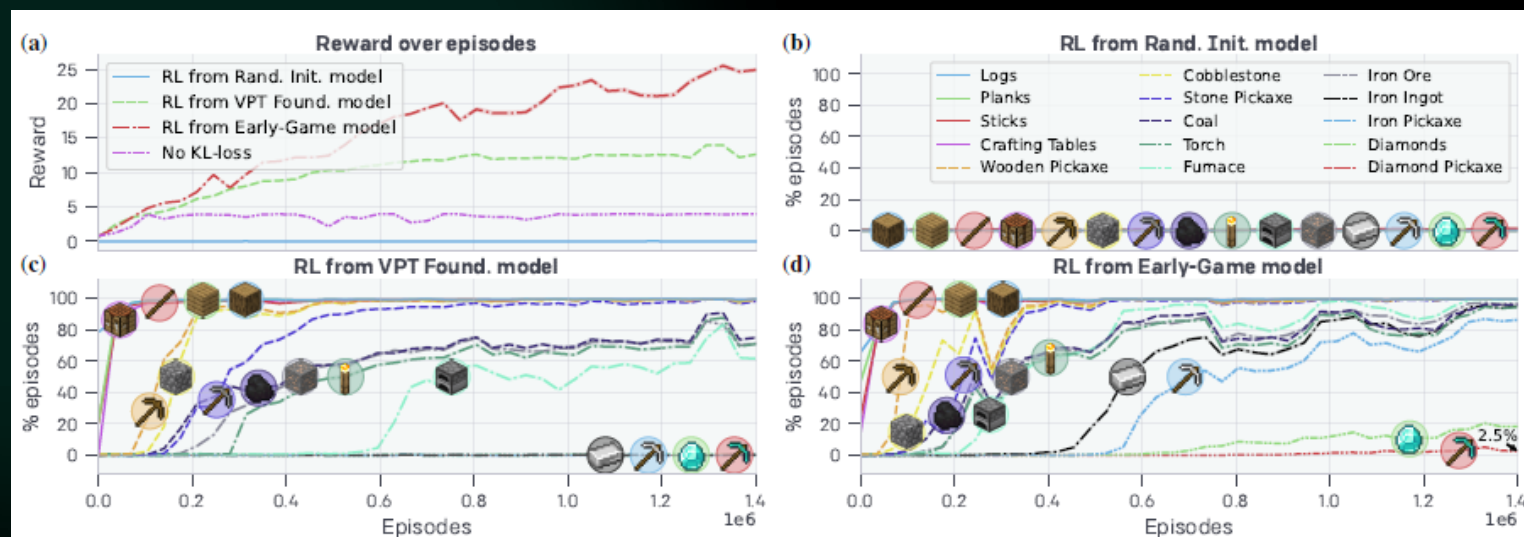 (a)
Reward over episodes
RL from Rand. Init. model
RL from VPT Found. model
RL from Early-Game model
No KL-loss
Reward
25
20
15
10
5
0
(b)
RL from Rand. Init. model
Logs
Planks
Sticks
Crafting Tables
Wooden Pickaxe
Cobblestone
Stone Pickaxe
Coal
Torch
Furnace
Iron Ore
Iron Ingot
Iron Pickaxe
Diamonds
Diamond Pickaxe
% episodes
100
80
60
40
20
0
(c)
RL from VPT Found. model
% episodes
100
80
60
40
20
0
0.0 0.2 0.4 0.6 0.8 1.0 1.2 1.4
1e6
Episodes
(d)
RL from Early-Game model
% episodes
100
80
60
40
20
0
2.5%
0.0 0.2 0.4 0.6 0.8 1.0 1.2 1.4
1e6
Episodes